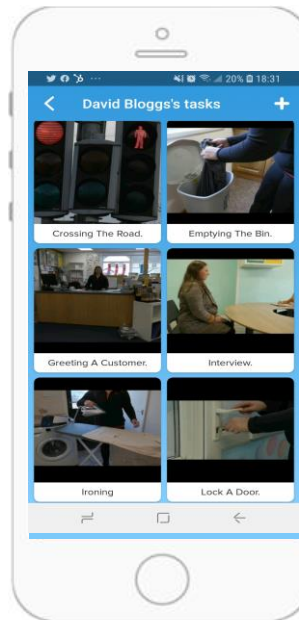 20% 18:31
David Bloggs's tasks
Crossing The Road.
Emptying The Bin.
Greeting A Customer.
Interview.
Ironing
Lock A Door.